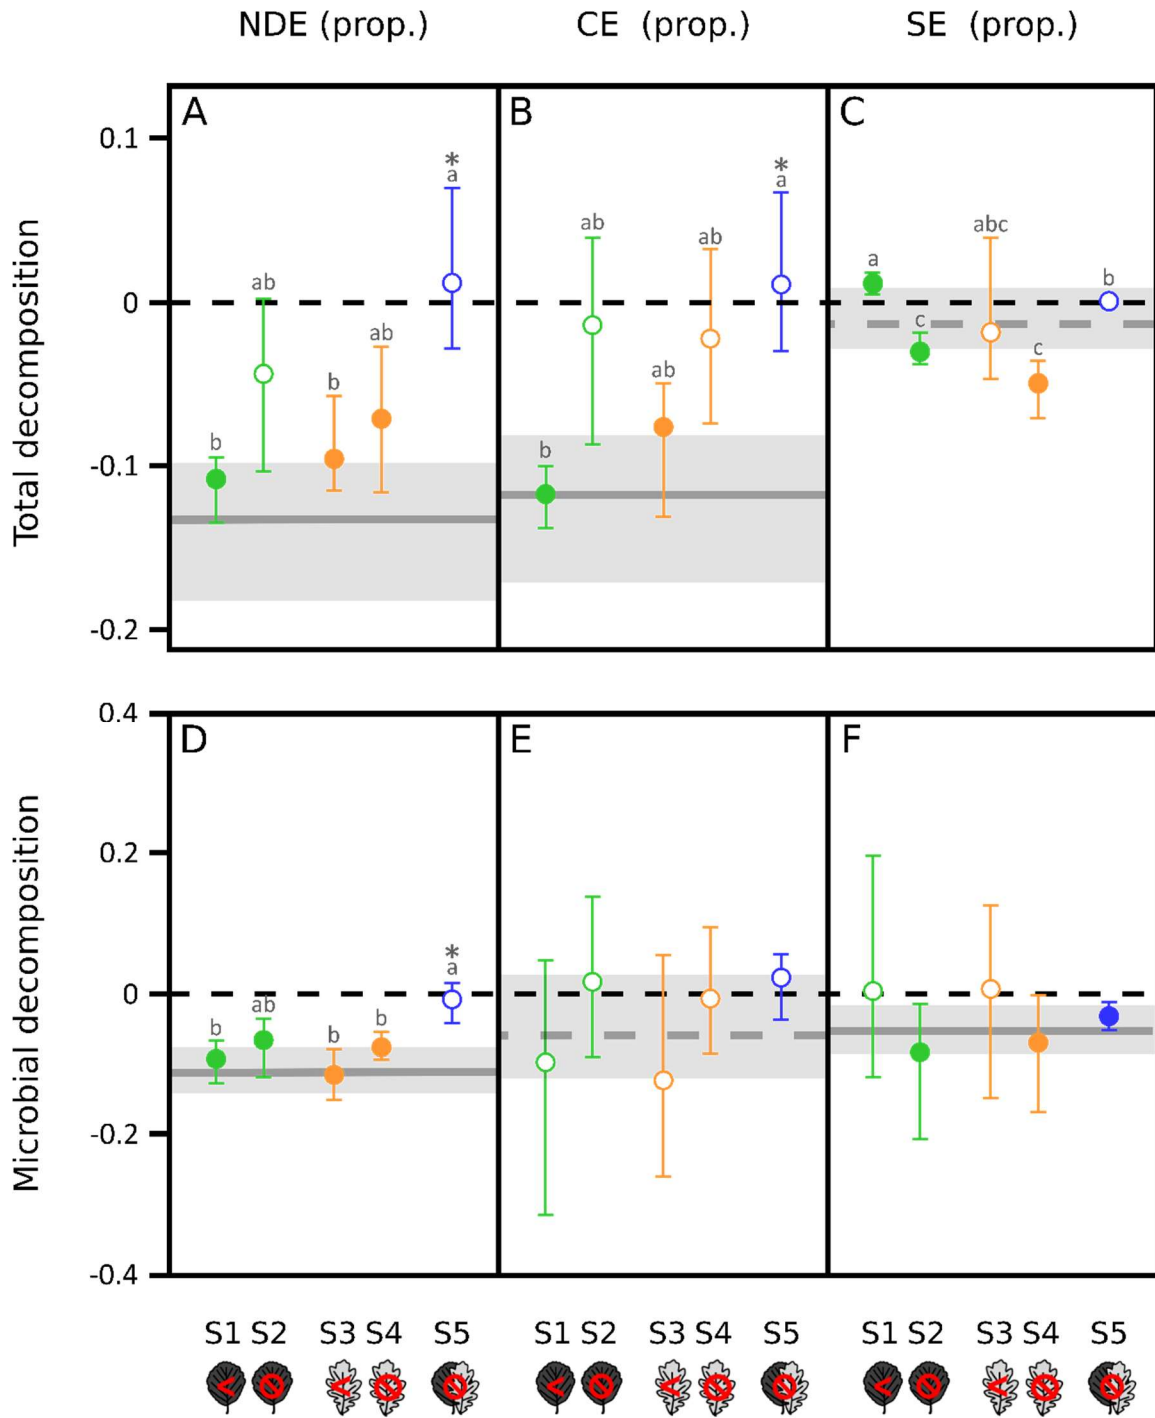 NDE (prop.) CE (prop.) SE (prop.)
Total decomposition
A B C
0.1
0
-0.1
-0.2
b ab b ab * a
b ab ab ab * a
a c abc c b
Microbial decomposition
D E F
0.4
0.2
0
-0.2
-0.4
b ab b b * a
S1 S2 S3 S4 S5 S1 S2 S3 S4 S5 S1 S2 S3 S4 S5
< < < < < <